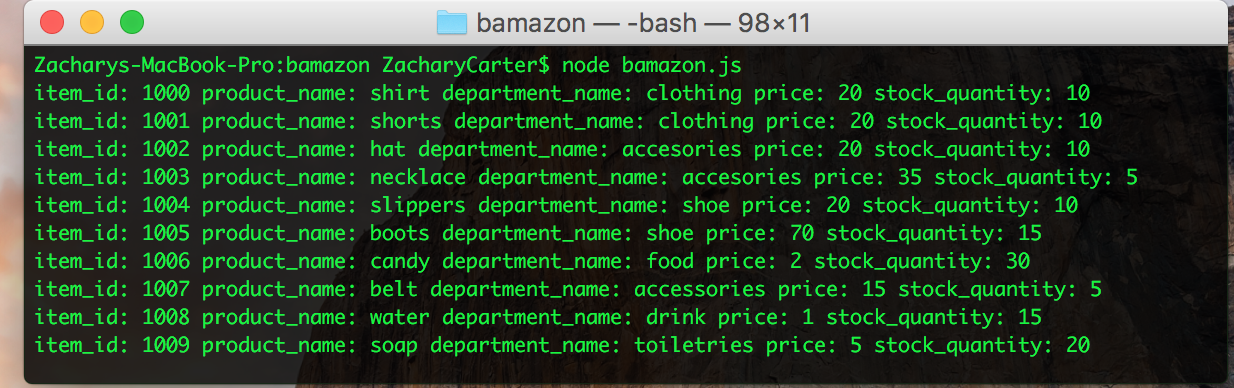 bamazon — -bash — 98×11
Zacharys-MacBook-Pro:bamazon ZacharyCarter$ node bamazon.js
item_id: 1000 product_name: shirt department_name: clothing price: 20 stock_quantity: 10
item_id: 1001 product_name: shorts department_name: clothing price: 20 stock_quantity: 10
item_id: 1002 product_name: hat department_name: accesories price: 20 stock_quantity: 10
item_id: 1003 product_name: necklace department_name: accesories price: 35 stock_quantity: 5
item_id: 1004 product_name: slippers department_name: shoe price: 20 stock_quantity: 10
item_id: 1005 product_name: boots department_name: shoe price: 70 stock_quantity: 15
item_id: 1006 product_name: candy department_name: food price: 2 stock_quantity: 30
item_id: 1007 product_name: belt department_name: accessories price: 15 stock_quantity: 5
item_id: 1008 product_name: water department_name: drink price: 1 stock_quantity: 15
item_id: 1009 product_name: soap department_name: toiletries price: 5 stock_quantity: 20